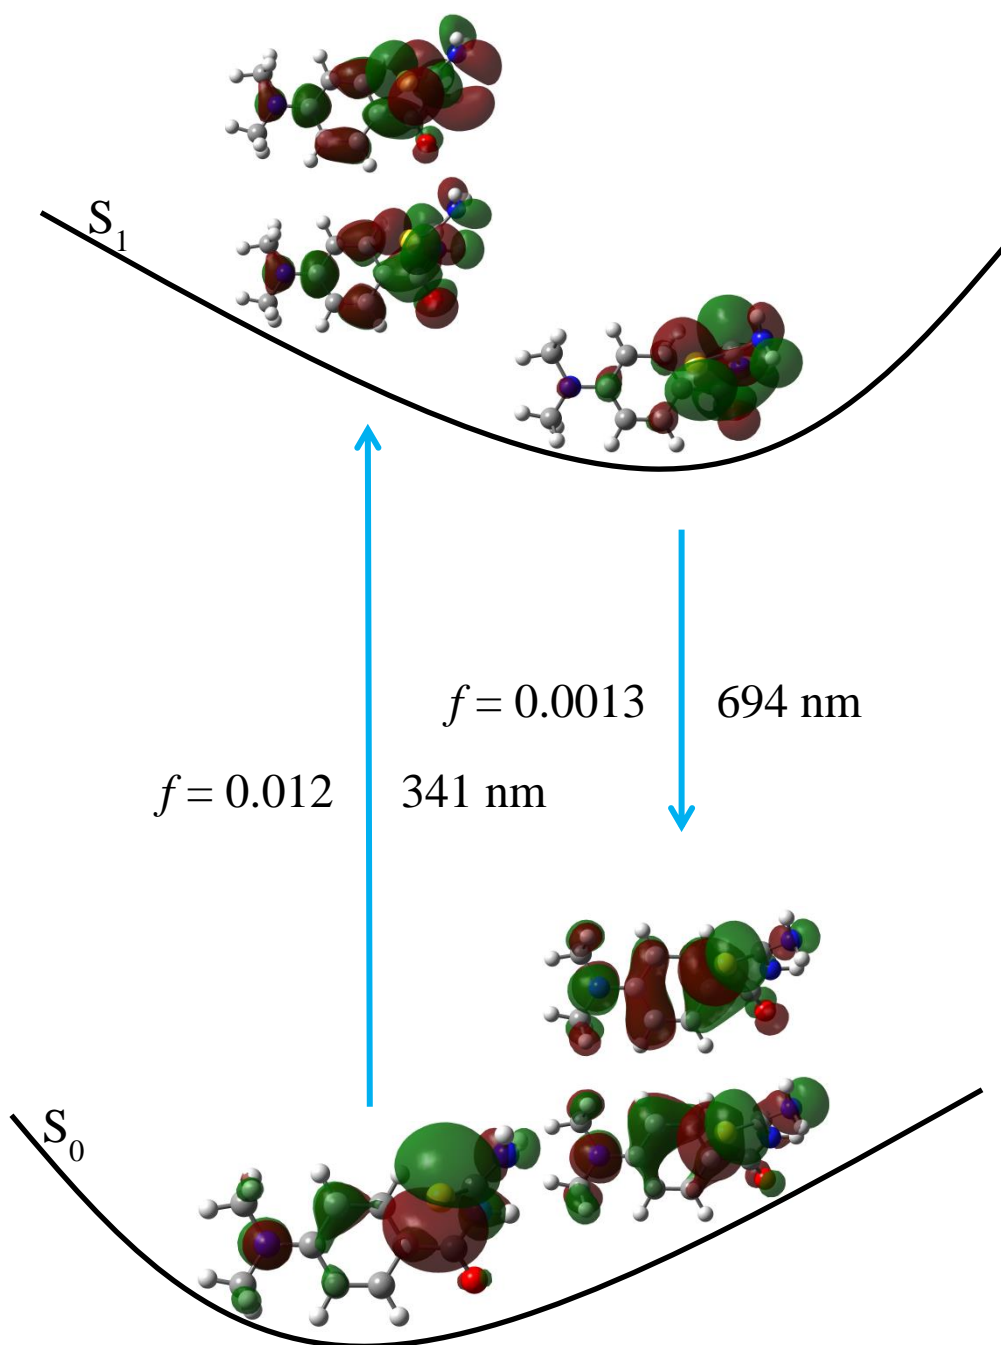 S₁
f = 0.0013
694 nm
f = 0.012
341 nm
S₀